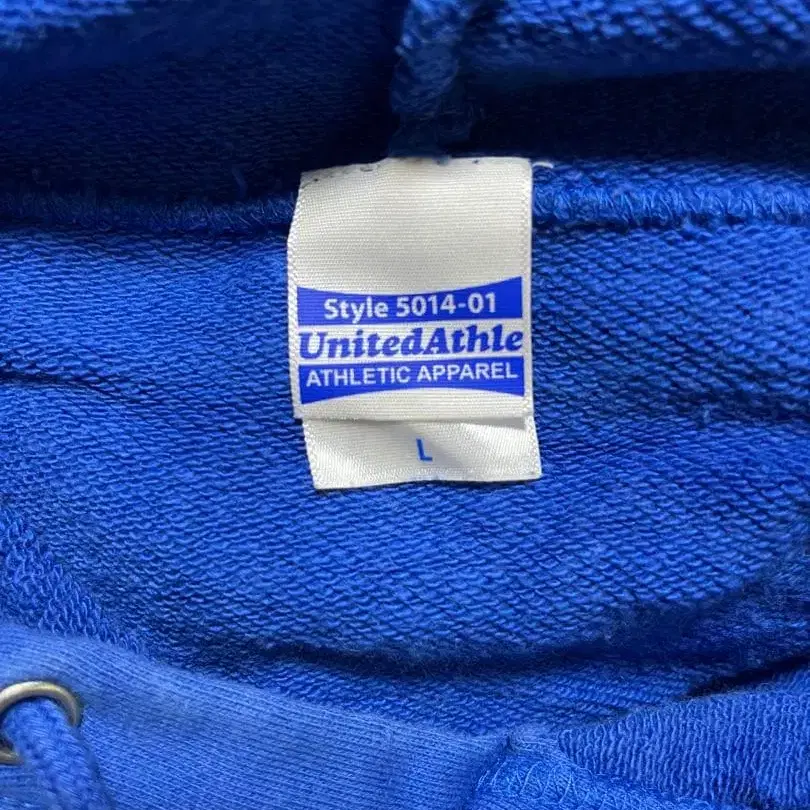 Style 5014-01
UnitedAthle
ATHLETIC APPAREL
L